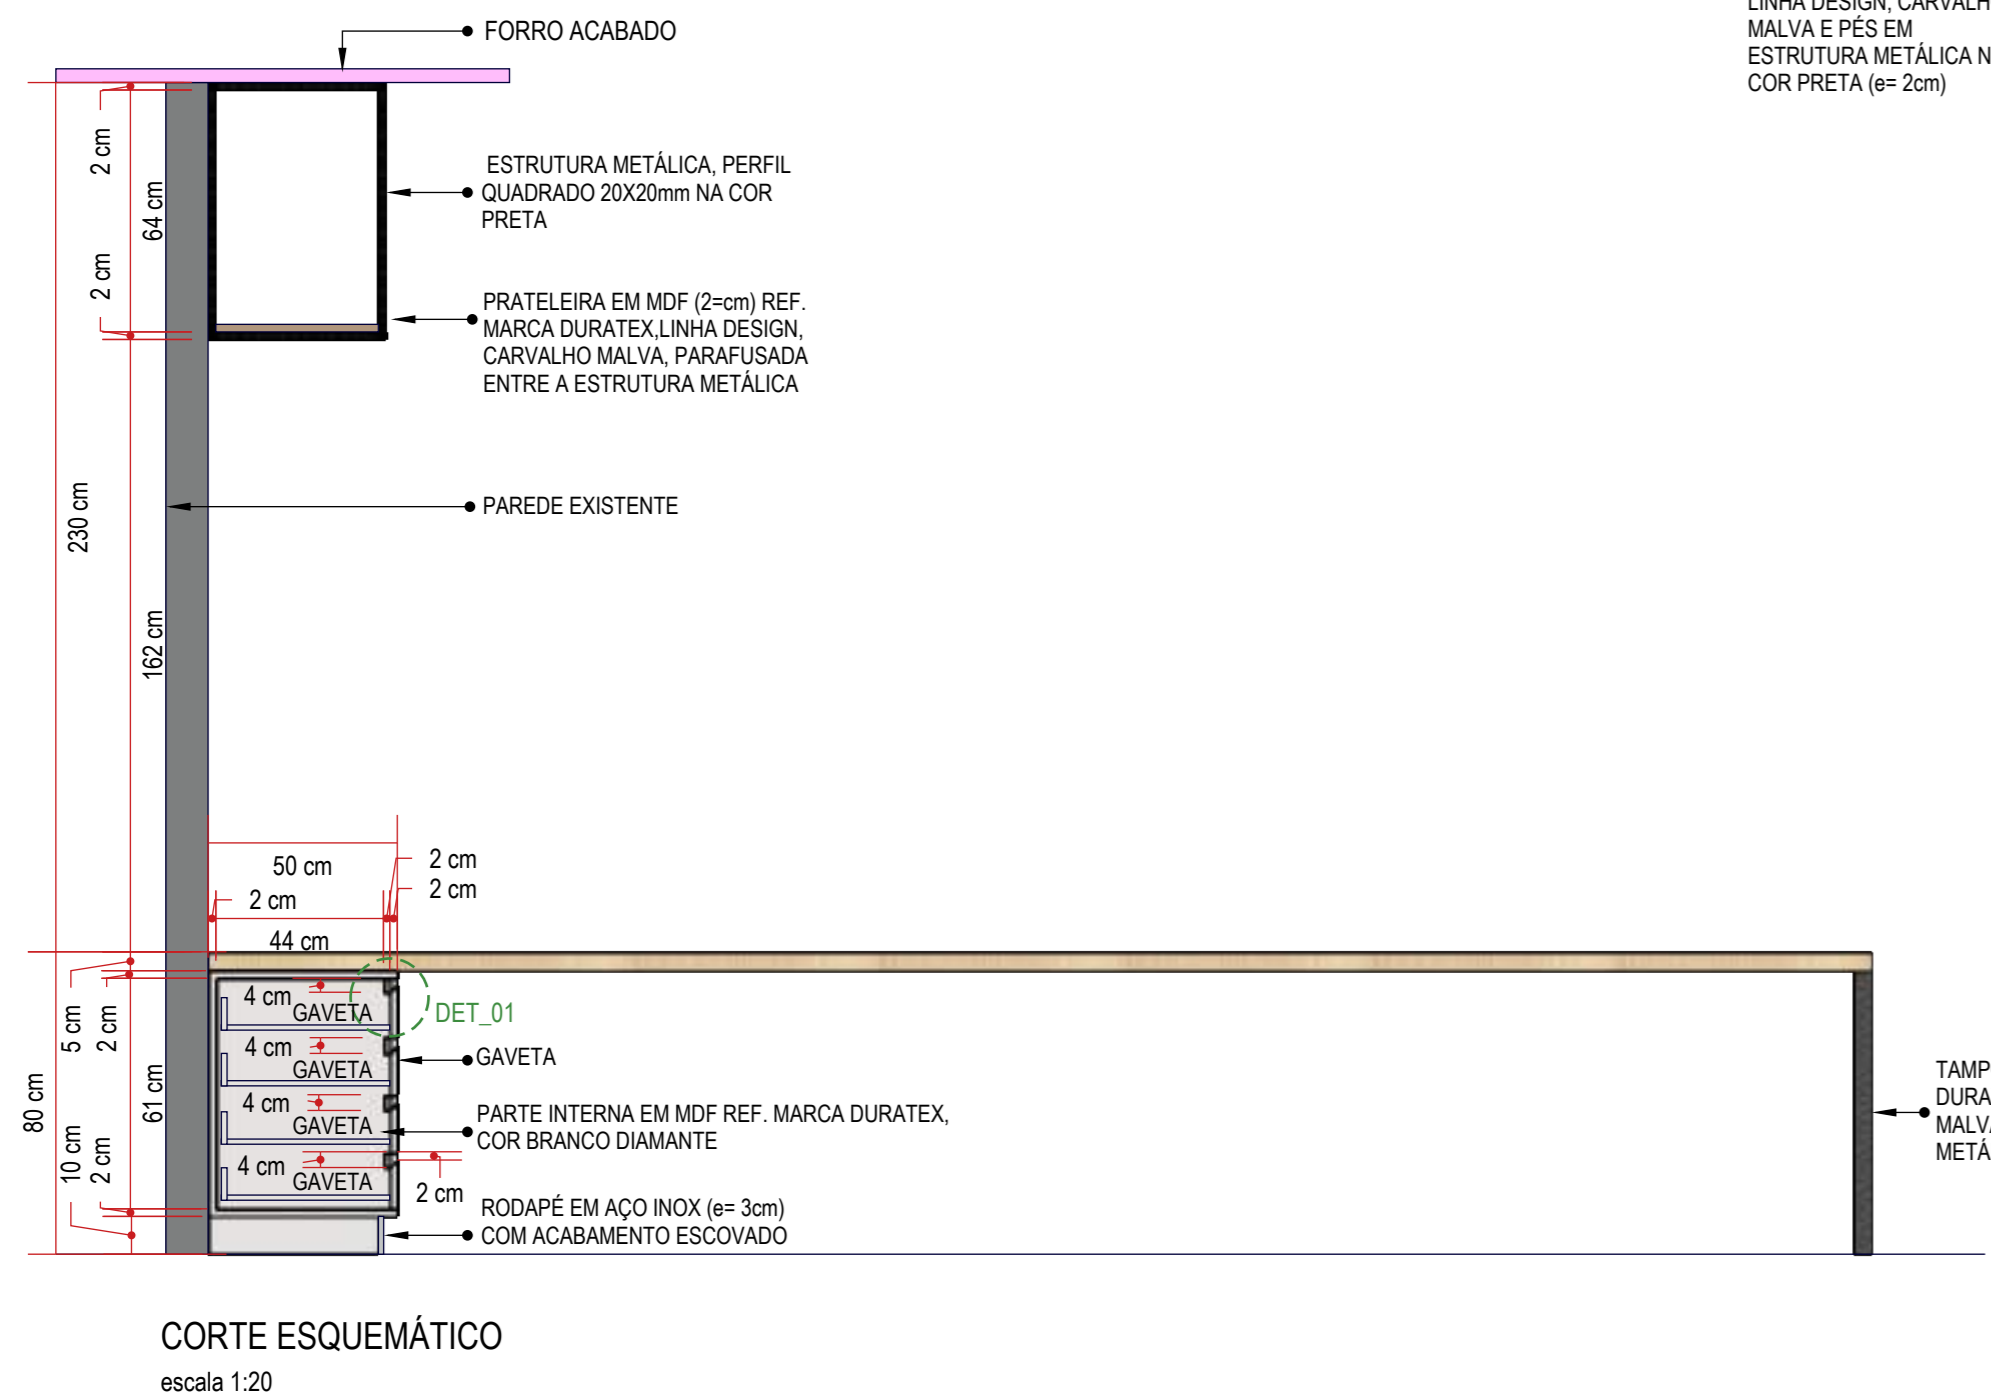 FORRO ACABADO
LINHA DESIGN, CARVALH
MALVA E PÉS EM
ESTRUTURA METÁLICA N
COR PRETA (e= 2cm)
2 cm
64 cm
2 cm
ESTRUTURA METÁLICA, PERFIL
QUADRADO 20X20mm NA COR
PRETA
PRATELEIRA EM MDF (2=cm) REF.
MARCA DURATEX,LINHA DESIGN,
CARVALHO MALVA, PARAFUSADA
ENTRE A ESTRUTURA METÁLICA
230 cm
PAREDE EXISTENTE
162 cm
50 cm
2 cm
2 cm
2 cm
44 cm
80 cm
5 cm
2 cm
61 cm
10 cm
2 cm
4 cm
GAVETA
DET_01
4 cm
GAVETA
GAVETA
4 cm
GAVETA
PARTE INTERNA EM MDF REF. MARCA DURATEX,
COR BRANCO DIAMANTE
4 cm
GAVETA
2 cm
RODAPÉ EM AÇO INOX (e= 3cm)
COM ACABAMENTO ESCOVADO
TAMP
DURA
MALVA
METÁ
CORTE ESQUEMÁTICO
escala 1:20